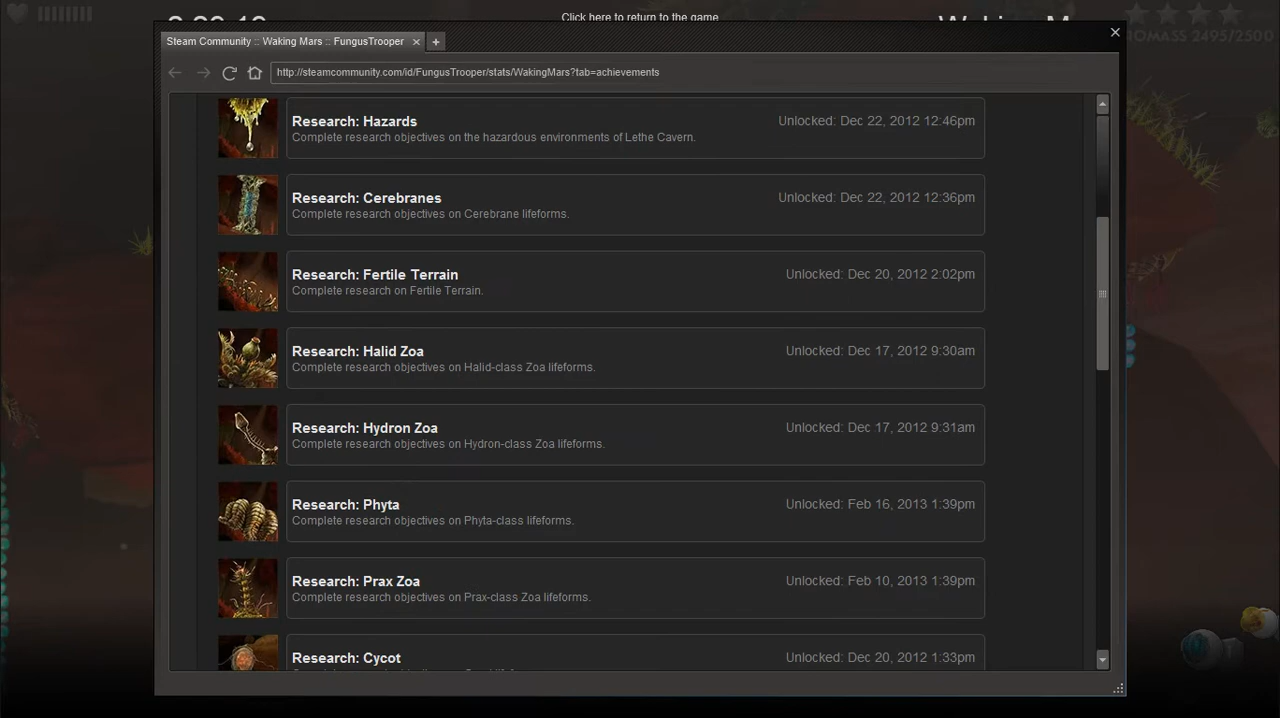 Click here to return to the game
BIOMASS 2495/2500
Steam Community :: Waking Mars :: FungusTrooper
http://steamcommunity.com/id/FungusTrooper/stats/WakingMars?tab=achievements
Research: Hazards
Unlocked: Dec 22, 2012 12:46pm
Complete research objectives on the hazardous environments of Lethe Cavern.
Research: Cerebranes
Unlocked: Dec 22, 2012 12:36pm
Complete research objectives on Cerebrane lifeforms.
Research: Fertile Terrain
Unlocked: Dec 20, 2012 2:02pm
Complete research on Fertile Terrain.
Research: Halid Zoa
Unlocked: Dec 17, 2012 9:30am
Complete research objectives on Halid-class Zoa lifeforms.
Research: Hydron Zoa
Unlocked: Dec 17, 2012 9:31am
Complete research objectives on Hydron-class Zoa lifeforms.
Research: Phyta
Unlocked: Feb 16, 2013 1:39pm
Complete research objectives on Phyta-class lifeforms.
Research: Prax Zoa
Unlocked: Feb 10, 2013 1:39pm
Complete research objectives on Prax-class Zoa lifeforms.
Research: Cycot
Unlocked: Dec 20, 2012 1:33pm